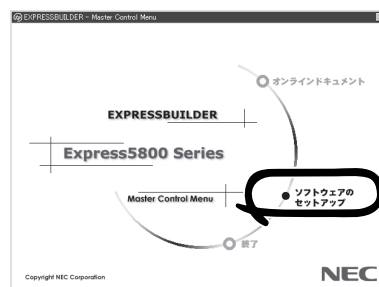 EXPRESSBUILDER - Master Control Menu
オンラインドキュメント
EXPRESSBUILDER
Express5800 Series
ソフトウェアの
セットアップ
Master Control Menu
終了
Copyright NEC Corporation
NEC